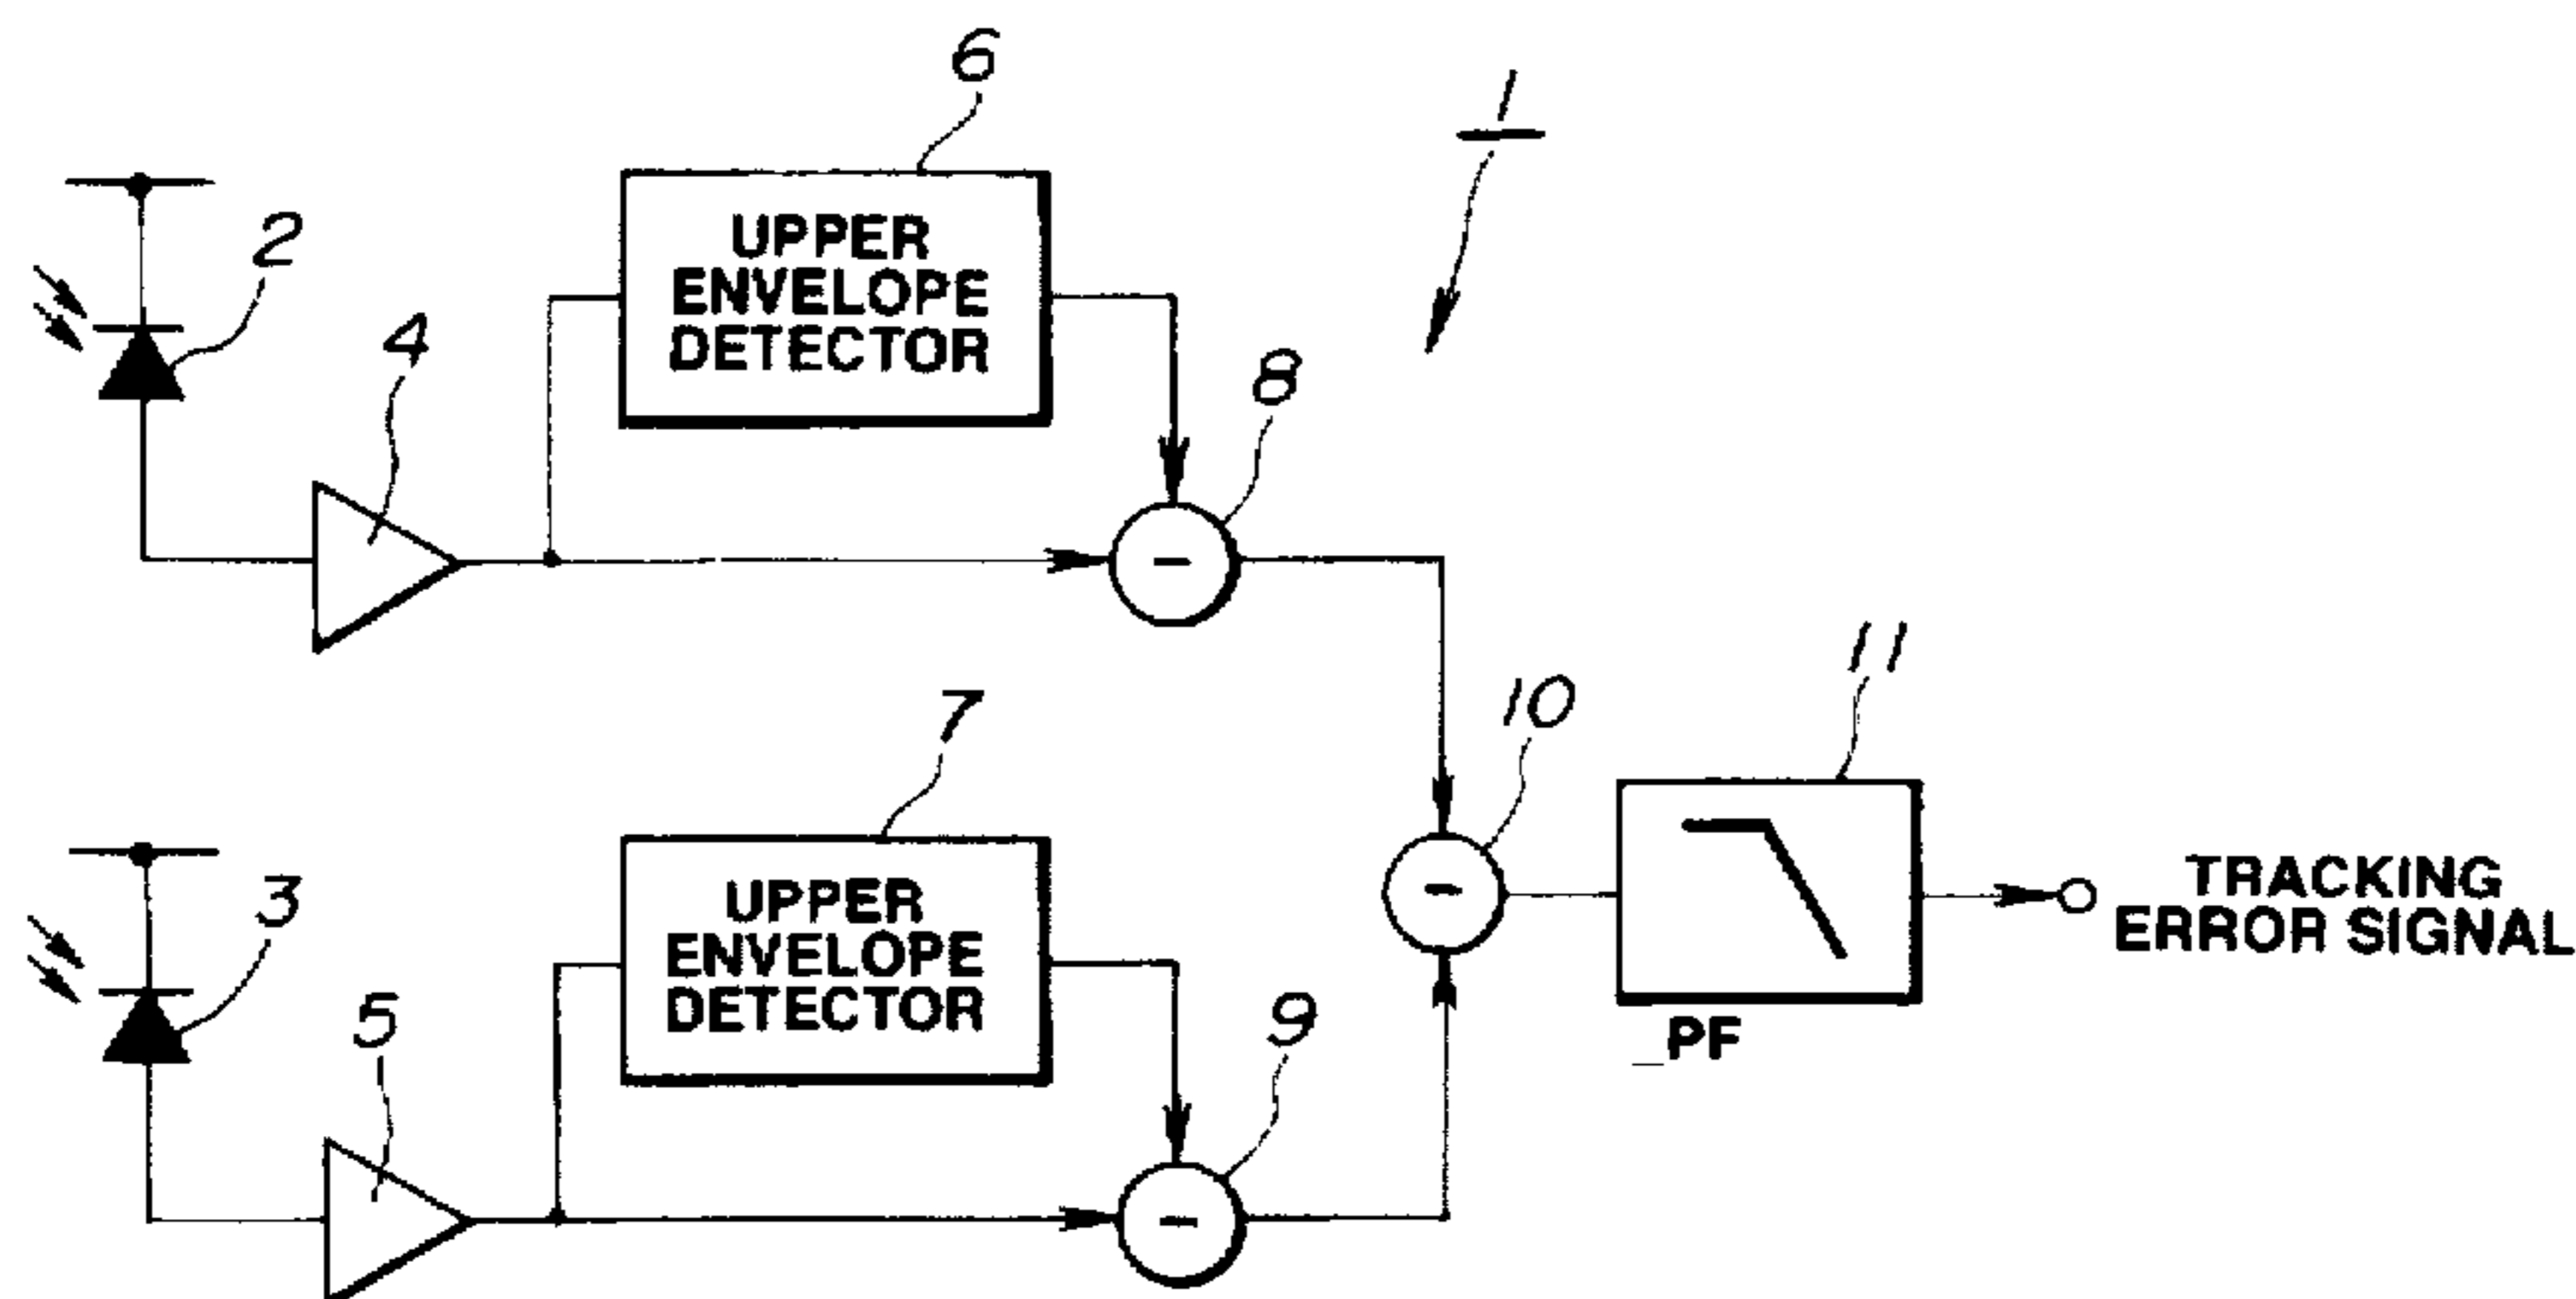 6
1
2
UPPER
ENVELOPE
DETECTOR
4
8
-
11
10
7
3
UPPER
ENVELOPE
DETECTOR
-
TRACKING
ERROR SIGNAL
5
9
_PF
-